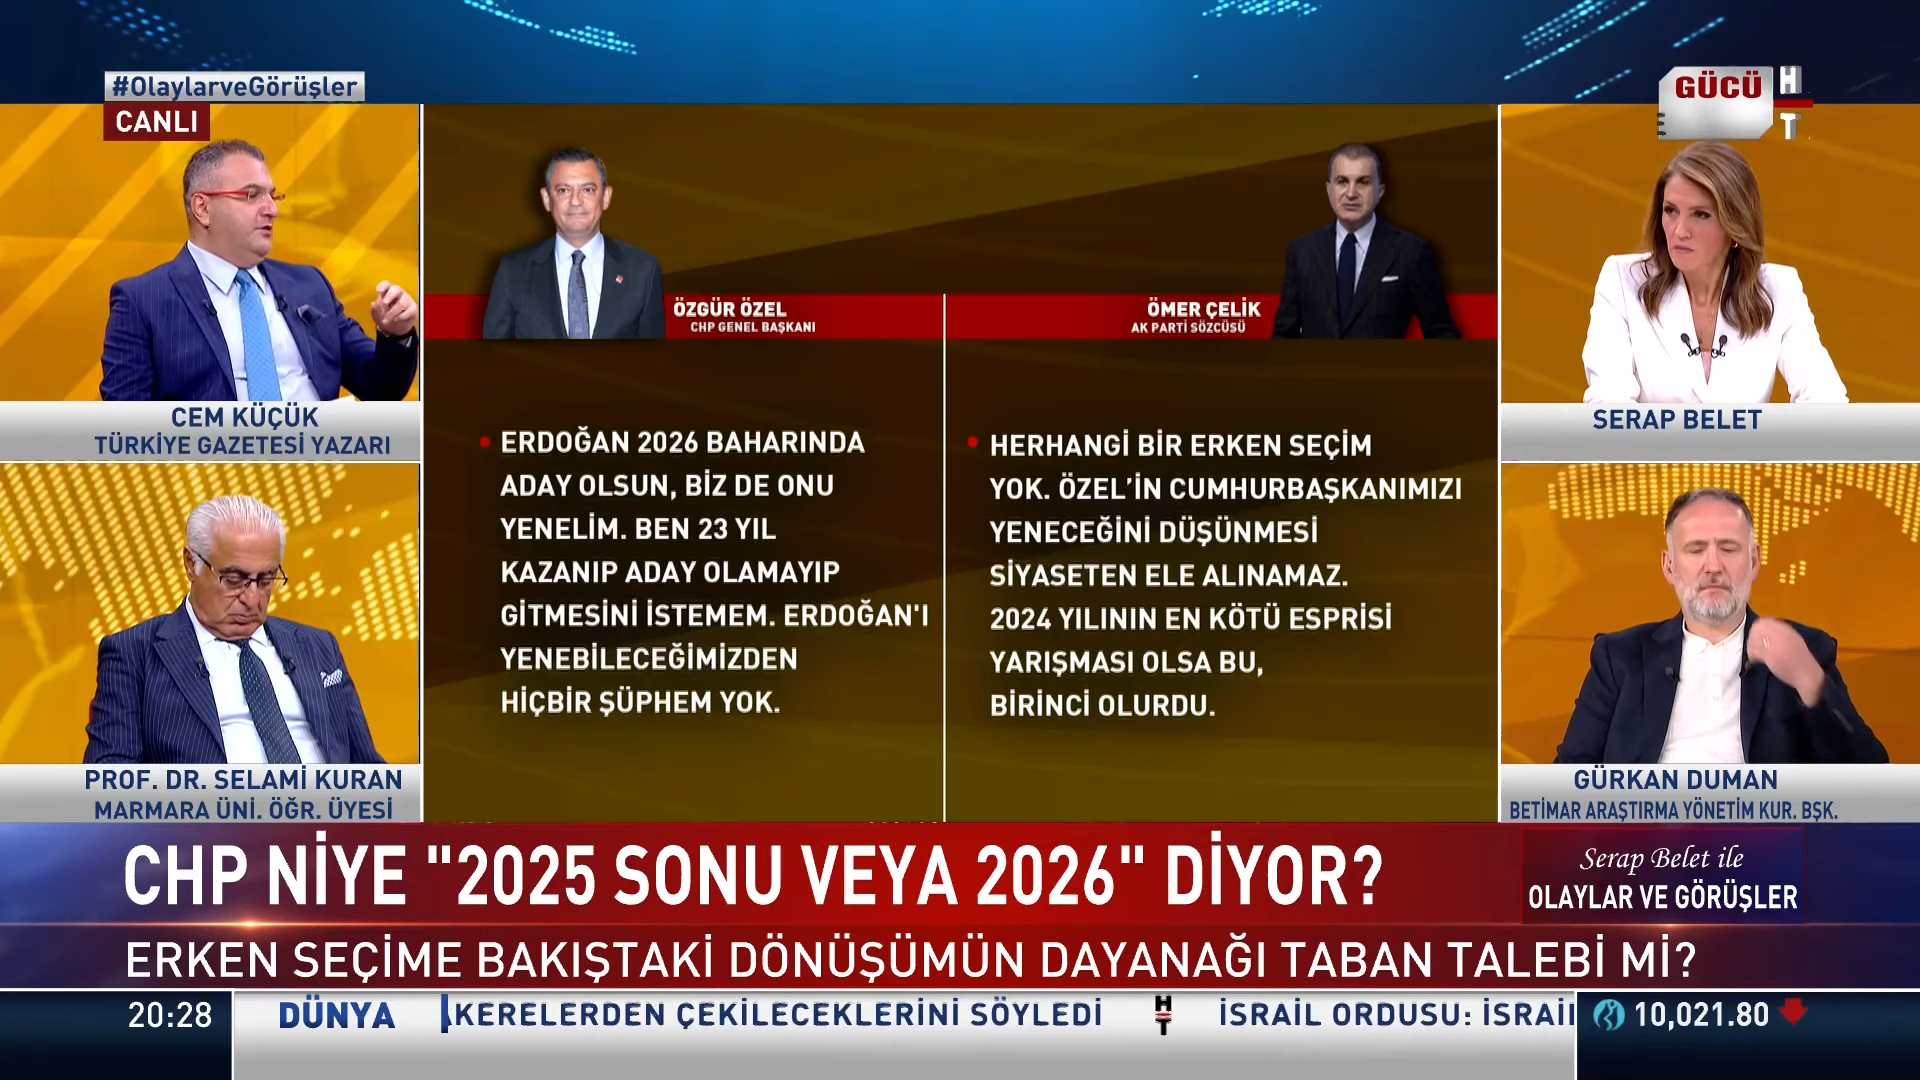 #OlaylarveGörüşler
CANLI
GÜCÜ
HT
ÖZGÜR ÖZEL
CHP GENEL BAŞKANI
ÖMER ÇELİK
AK PARTİ SÖZCÜSÜ
CEM KÜÇÜK
TÜRKİYE GAZETESİ YAZARI
SERAP BELET
ERDOĞAN 2026 BAHARINDA
ADAY OLSUN, BİZ DE ONU
YENELİM. BEN 23 YIL
KAZANIP ADAY OLAMAYIP
GİTMESİNİ İSTEMEM. ERDOĞAN'I
YENEBİLECEĞİMİZDEN
HİÇBİR ŞÜPHEM YOK.
HERHANGİ BİR ERKEN SEÇİM
YOK. ÖZEL'İN CUMHURBAŞKANIMIZI
YENECEĞİNİ DÜŞÜNMESİ
SİYASETEN ELE ALINAMAZ.
2024 YILININ EN KÖTÜ ESPRİSİ
YARIŞMASI OLSA BU,
BİRİNCİ OLURDU.
PROF. DR. SELAMİ KURAN
MARMARA ÜNİ. ÖĞR. ÜYESİ
GÜRKAN DUMAN
BETİMAR ARAŞTIRMA YÖNETİM KUR. BŞK.
CHP NİYE "2025 SONU VEYA 2026" DİYOR?
Serap Belet ile
OLAYLAR VE GÖRÜŞLER
ERKEN SEÇİME BAKIŞTAKİ DÖNÜŞÜMÜN DAYANAĞI TABAN TALEBİ Mİ?
20:28
DÜNYA
KERELERDEN ÇEKİLECEKLERİNİ SÖYLEDİ
HT
İSRAİL ORDUSU: İSRAİl
10,021.80